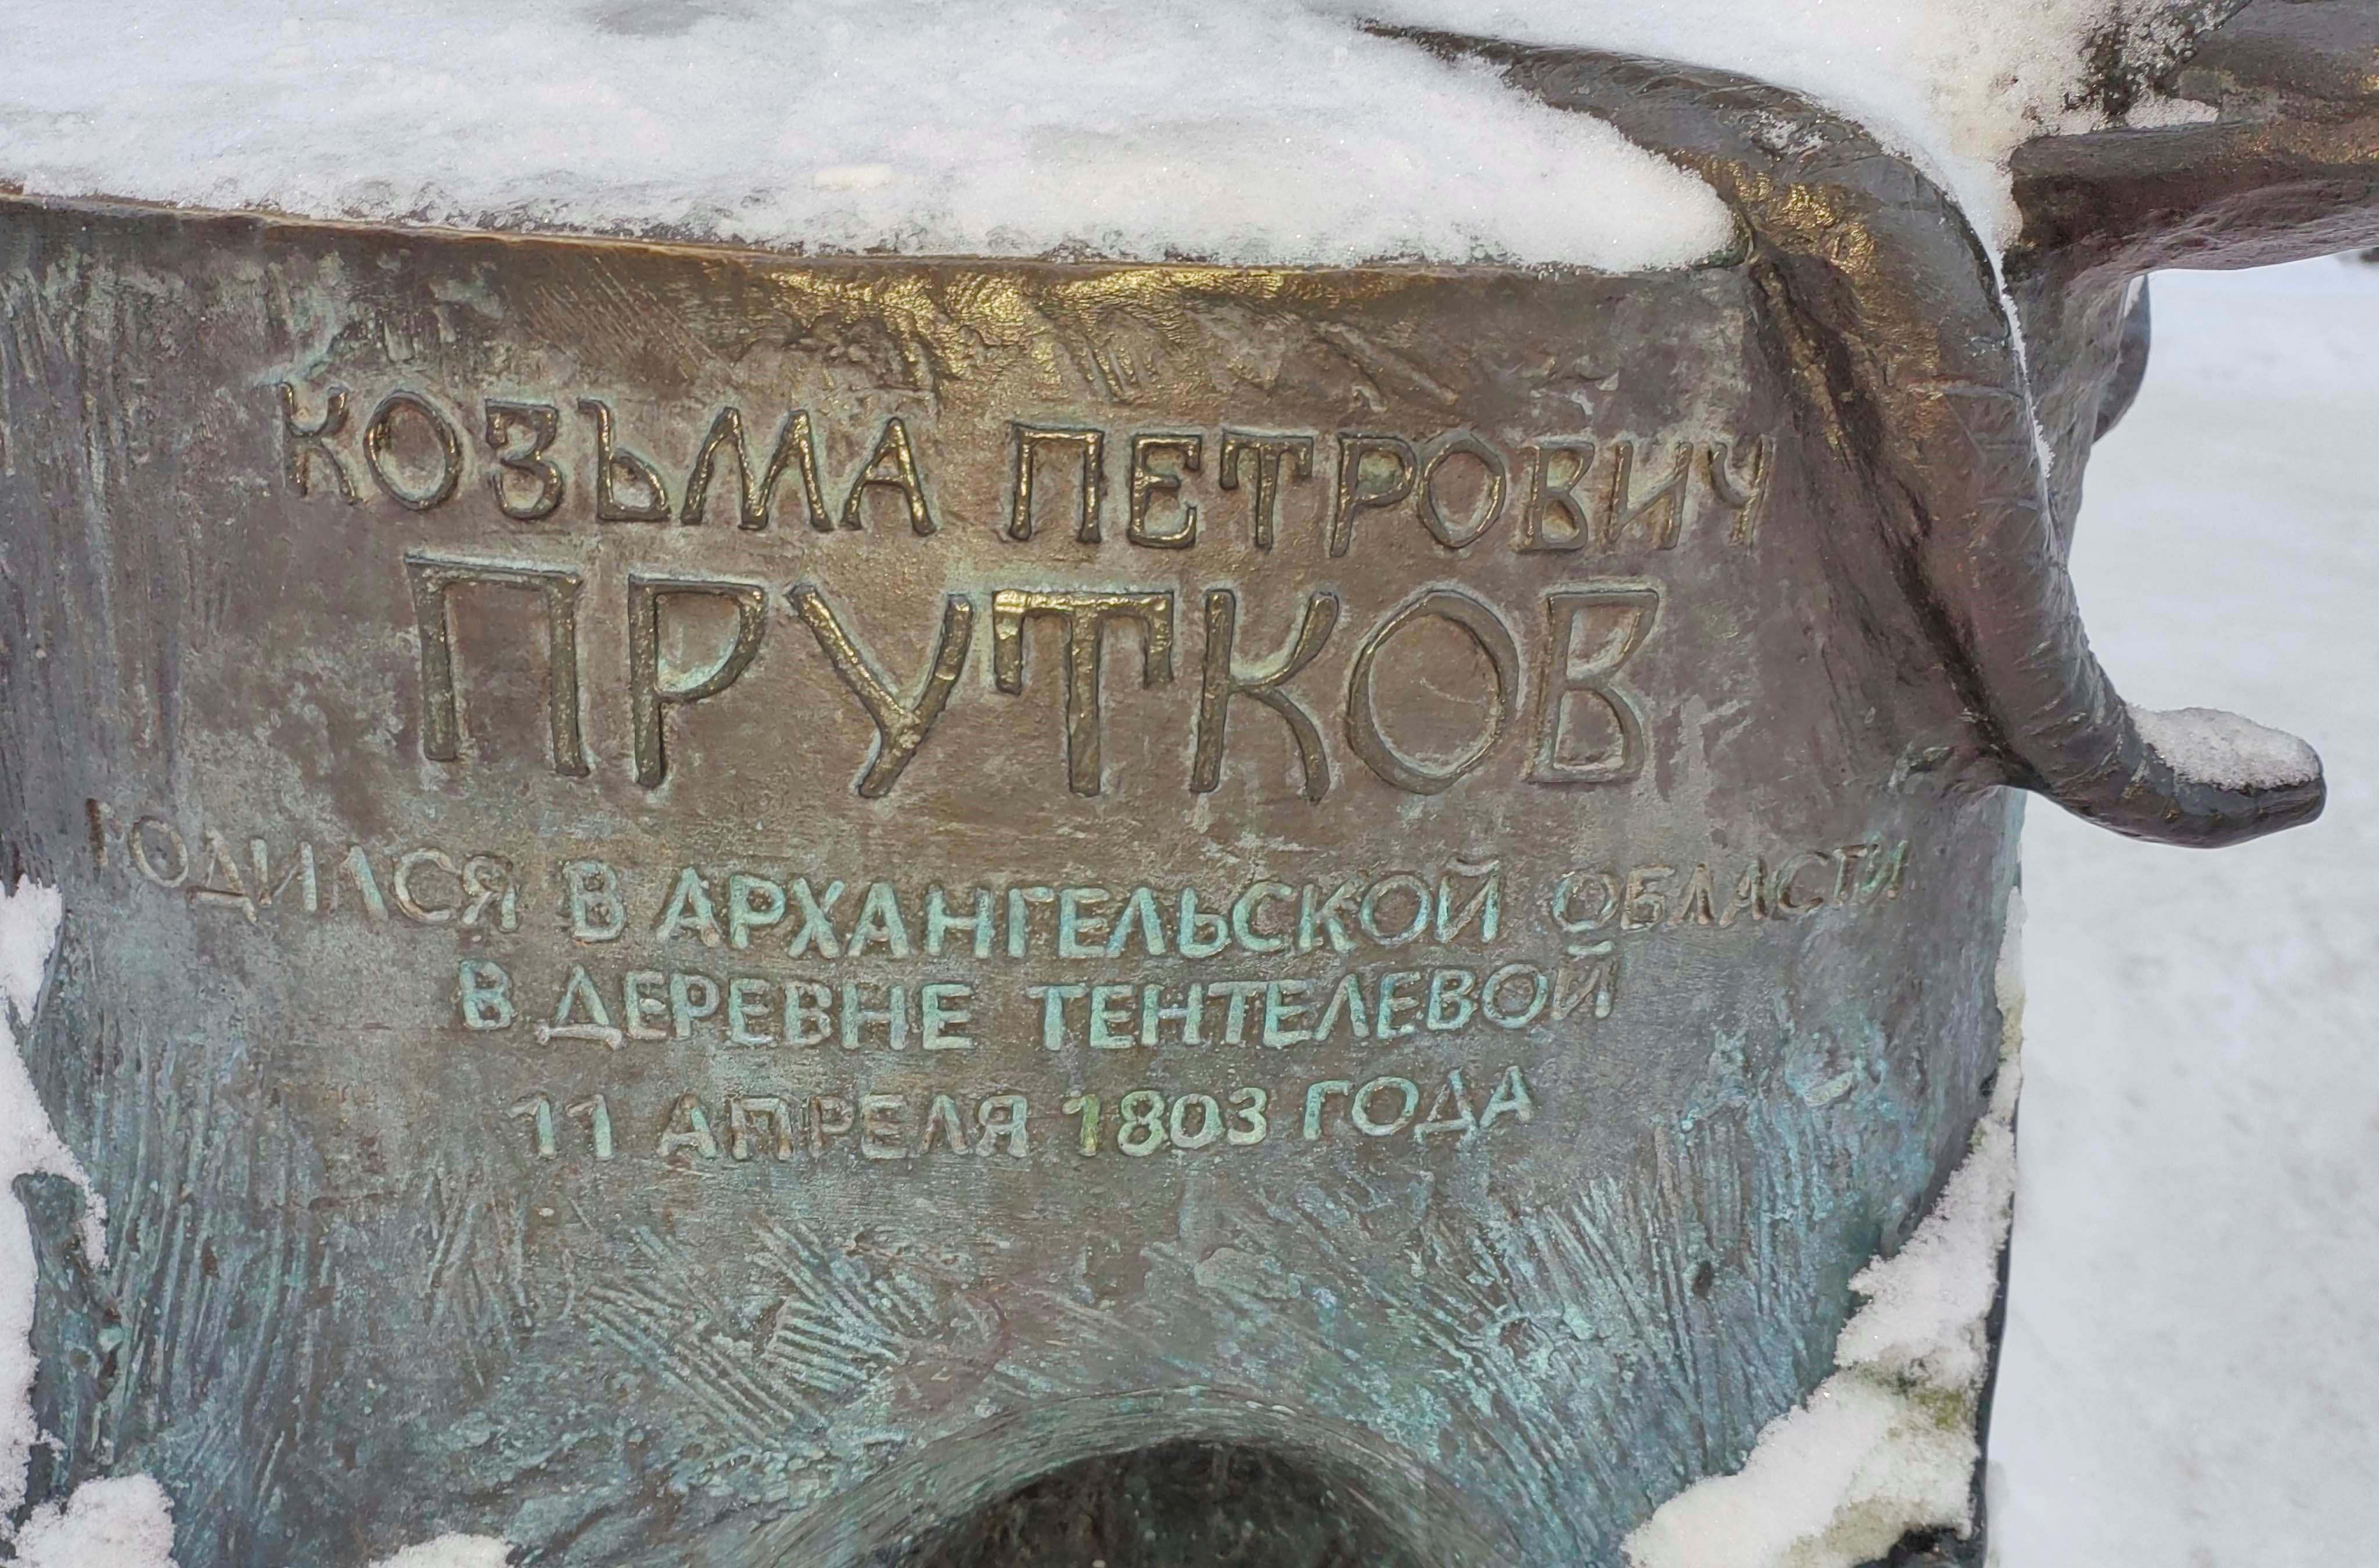 КОЗЬМА ПЕТРОВИЧ
ПРУТКОВ
РОДИЛСЯ В АРХАНГЕЛЬСКОЙ ОБЛАСТИ
В ДЕРЕВНЕ ТЕНТЕЛЕВОЙ
11 АПРЕЛЯ 1803 ГОДА